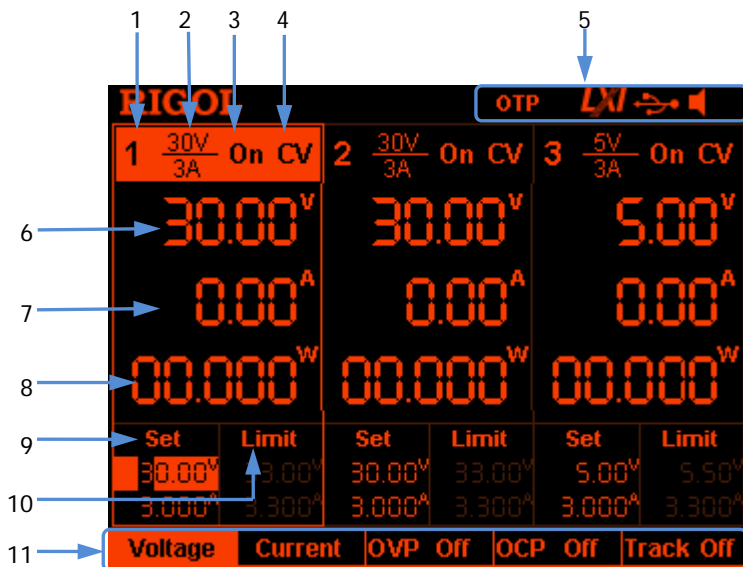 1 2 3 4 5
RIGOL OTP LXI
1 30V/3A On CV 2 30V/3A On CV 3 5V/3A On CV
6 30.00V 30.00V 5.00V
7 0.00A 0.00A 0.00A
8 00.000W 00.000W 00.000W
9 Set Limit Set Limit Set Limit
30.00V 33.00V 30.00V 33.00V 5.00V 5.50V
10 3.000A 3.300A 3.000A 3.300A 3.000A 3.300A
11 Voltage Current OVP Off OCP Off Track Off